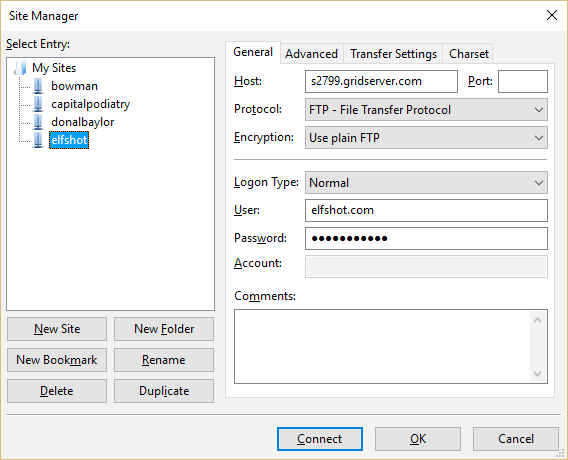 Site Manager
Select Entry:
My Sites
bowman
capitalpodiatry
donalbaylor
elfshot
New Site
New Folder
New Bookmark
Rename
Delete
Duplicate
General
Advanced
Transfer Settings
Charset
Host:
s2799.gridserver.com
Port:
Protocol:
FTP - File Transfer Protocol
Encryption:
Use plain FTP
Logon Type:
Normal
User:
elfshot.com
Password:
●●●●●●●●●●●
Account:
Comments:
Connect
OK
Cancel